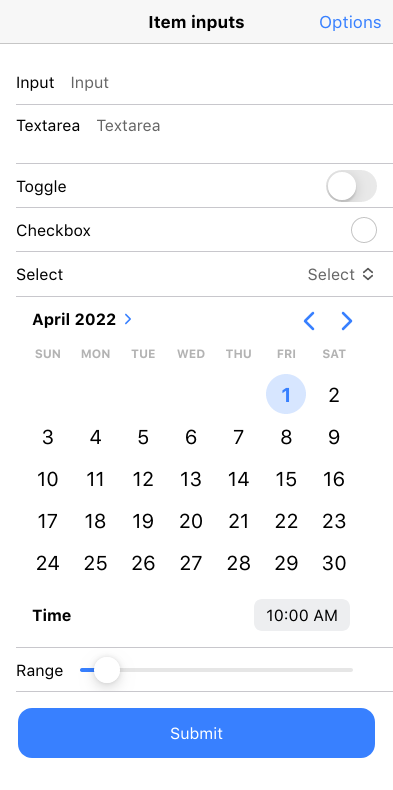 Item inputs Options
Input Input
Textarea Textarea
Toggle
Checkbox
Select Select
April 2022
SUN MON TUE WED THU FRI SAT
1 2
3 4 5 6 7 8 9
10 11 12 13 14 15 16
17 18 19 20 21 22 23
24 25 26 27 28 29 30
Time 10:00 AM
Range
Submit